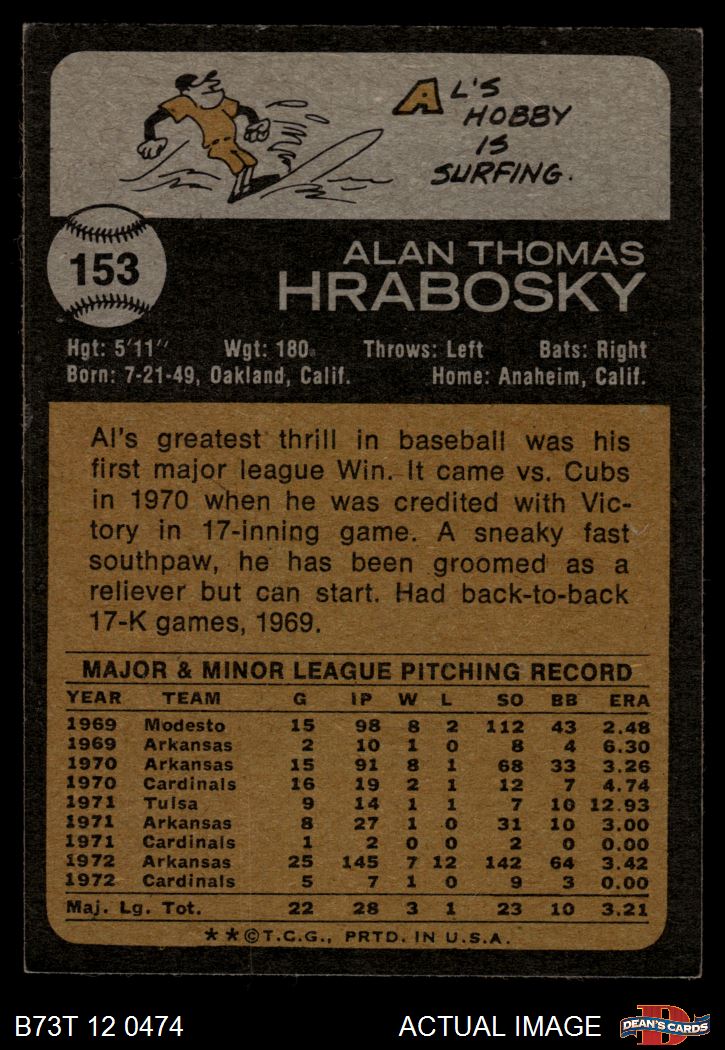 AL'S
HOBBY
IS
SURFING.
153
ALAN THOMAS
HRABOSKY
Hgt: 5'11" Wgt: 180 Throws: Left Bats: Right
Born: 7-21-49, Oakland, Calif. Home: Anaheim, Calif.
Al's greatest thrill in baseball was his
first major league Win. It came vs. Cubs
in 1970 when he was credited with Vic-
tory in 17-inning game. A sneaky fast
southpaw, he has been groomed as a
reliever but can start. Had back-to-back
17-K games, 1969.
MAJOR & MINOR LEAGUE PITCHING RECORD
YEAR TEAM G IP W L SO BB ERA
1969 Modesto 15 98 8 2 112 43 2.48
1969 Arkansas 2 10 1 0 8 4 6.30
1970 Arkansas 15 91 8 1 68 33 3.26
1970 Cardinals 16 19 2 1 12 7 4.74
1971 Tulsa 9 14 1 1 7 10 12.93
1971 Arkansas 8 27 1 0 31 10 3.00
1971 Cardinals 1 2 0 0 2 0 0.00
1972 Arkansas 25 145 7 12 142 64 3.42
1972 Cardinals 5 7 1 0 9 3 0.00
Maj. Lg. Tot. 22 28 3 1 23 10 3.21
**©T.C.G., PRTD. IN U.S.A.
B73T 12 0474 ACTUAL IMAGE DEAN'S CARDS